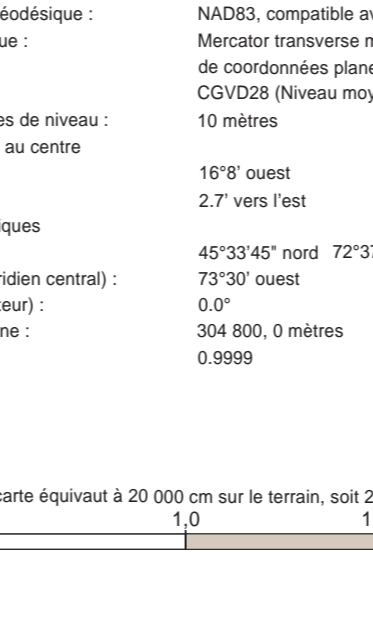 éodésique : NAD83, compatible av
ue : Mercator transverse m
de coordonnées plane
CGVD28 (Niveau moy
es de niveau : 10 mètres
au centre
16°8' ouest
2.7' vers l'est
iques
45°33'45" nord 72°37
ridien central) : 73°30' ouest
teur) : 0.0°
ne : 304 800, 0 mètres
0.9999
carte équivaut à 20 000 cm sur le terrain, soit 2
1,0 1